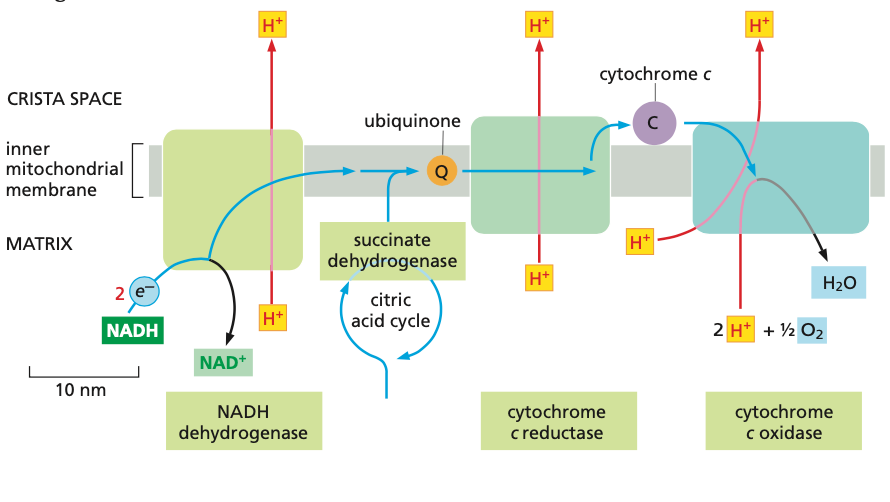 H⁺
H⁺
H⁺
cytochrome c
CRISTA SPACE
ubiquinone
C
inner
mitochondrial
membrane
Q
MATRIX
succinate
dehydrogenase
H⁺
H⁺
H₂O
2 e⁻
citric
acid cycle
NADH
H⁺
2 H⁺ + ½ O₂
NAD⁺
10 nm
NADH
dehydrogenase
cytochrome
c reductase
cytochrome
c oxidase